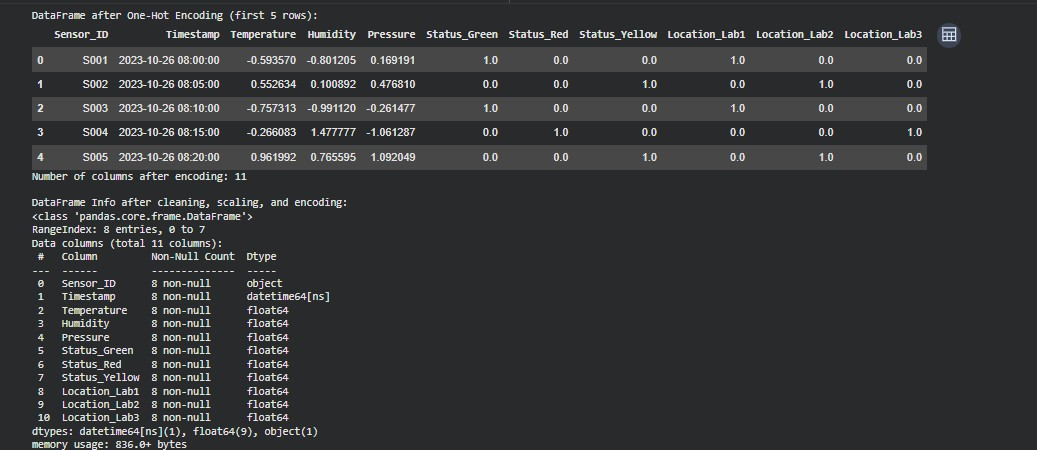 DataFrame after One-Hot Encoding (first 5 rows):
Sensor_ID Timestamp Temperature Humidity Pressure Status_Green Status_Red Status_Yellow Location_Lab1 Location_Lab2 Location_Lab3
0 S001 2023-10-26 08:00:00 -0.593570 -0.801205 0.169191 1.0 0.0 0.0 1.0 0.0 0.0
1 S002 2023-10-26 08:05:00 0.552634 0.100892 0.476810 0.0 0.0 1.0 0.0 1.0 0.0
2 S003 2023-10-26 08:10:00 -0.757313 -0.991120 -0.261477 1.0 0.0 0.0 1.0 0.0 0.0
3 S004 2023-10-26 08:15:00 -0.266083 1.477777 -1.061287 0.0 1.0 0.0 0.0 0.0 1.0
4 S005 2023-10-26 08:20:00 0.961992 0.765595 1.092049 0.0 0.0 1.0 0.0 1.0 0.0
Number of columns after encoding: 11
DataFrame Info after cleaning, scaling, and encoding:
<class 'pandas.core.frame.DataFrame'>
RangeIndex: 8 entries, 0 to 7
Data columns (total 11 columns):
# Column Non-Null Count Dtype
--- ------ -------------- -----
0 Sensor_ID 8 non-null object
1 Timestamp 8 non-null datetime64[ns]
2 Temperature 8 non-null float64
3 Humidity 8 non-null float64
4 Pressure 8 non-null float64
5 Status_Green 8 non-null float64
6 Status_Red 8 non-null float64
7 Status_Yellow 8 non-null float64
8 Location_Lab1 8 non-null float64
9 Location_Lab2 8 non-null float64
10 Location_Lab3 8 non-null float64
dtypes: datetime64[ns](1), float64(9), object(1)
memory usage: 836.0+ bytes